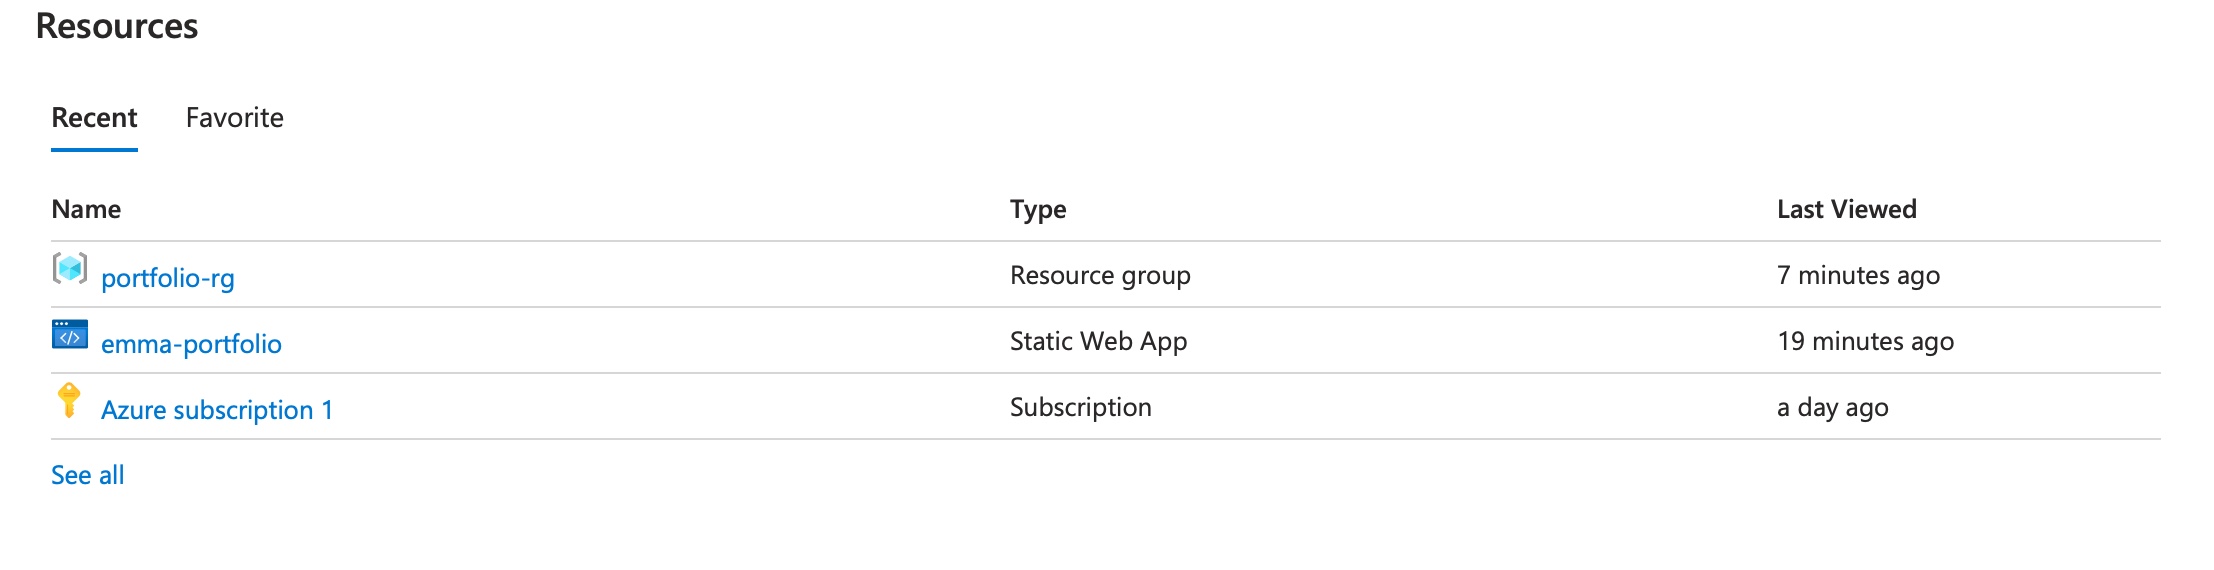 Resources
Recent Favorite
Name Type Last Viewed
portfolio-rg Resource group 7 minutes ago
emma-portfolio Static Web App 19 minutes ago
Azure subscription 1 Subscription a day ago
See all